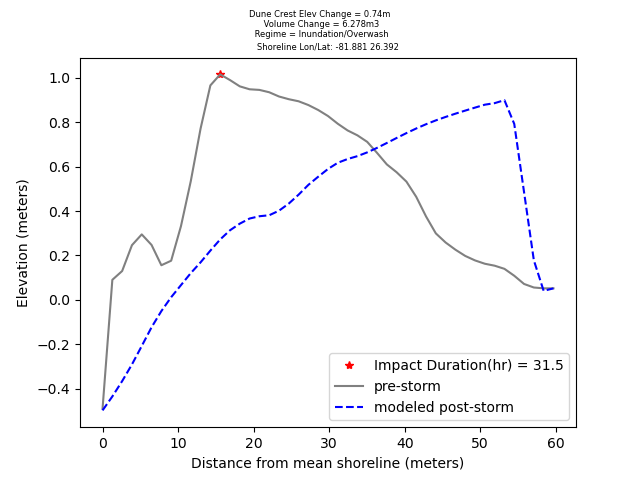 Dune Crest Elev Change = 0.74m
Volume Change = 6.278m3
Regime = Inundation/Overwash
Shoreline Lon/Lat: -81.881 26.392
1.0
0.8
0.6
0.4
0.2
0.0
−0.2
−0.4
Elevation (meters)
Impact Duration(hr) = 31.5
pre-storm
modeled post-storm
0 10 20 30 40 50 60
Distance from mean shoreline (meters)